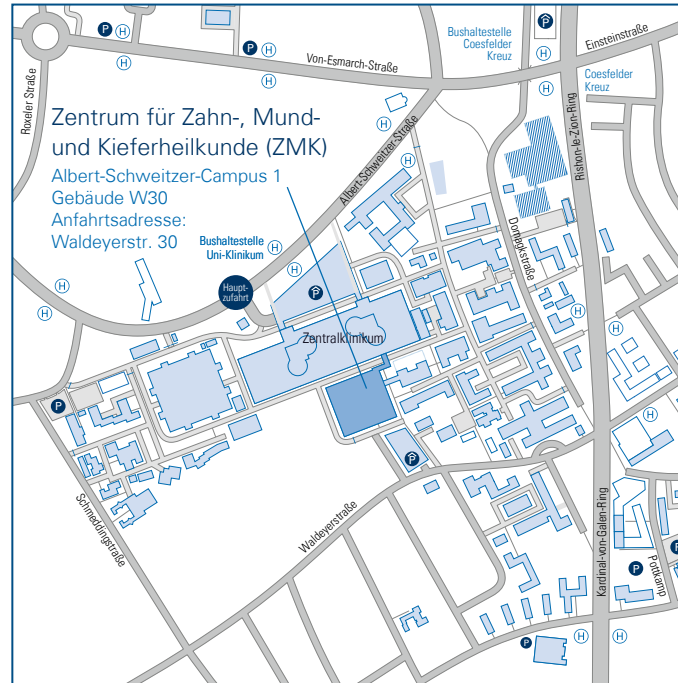 P
H
P
H
H
H
Von-Esmarch-Straße
Bushaltestelle
Coesfelder
Kreuz
P
H
H
Einsteinstraße
Coesfelder
Kreuz
H
Roxeler Straße
Zentrum für Zahn-, Mund-
und Kieferheilkunde (ZMK)
Albert-Schweitzer-Campus 1
Gebäude W30
Anfahrtsadresse:
Waldeyerstr. 30
H
H
Albert-Schweitzer-Straße
Rishon-le-Zion-Ring
Domagkstraße
Bushaltestelle
Uni-Klinikum
H
H
H
H
Haupt-
zufahrt
P
Zentralklinikum
H
H
P
H
P
Schmeddingstraße
Waldeyerstraße
Kardinal-von-Galen-Ring
P
P
Pottkamp
P
H
H